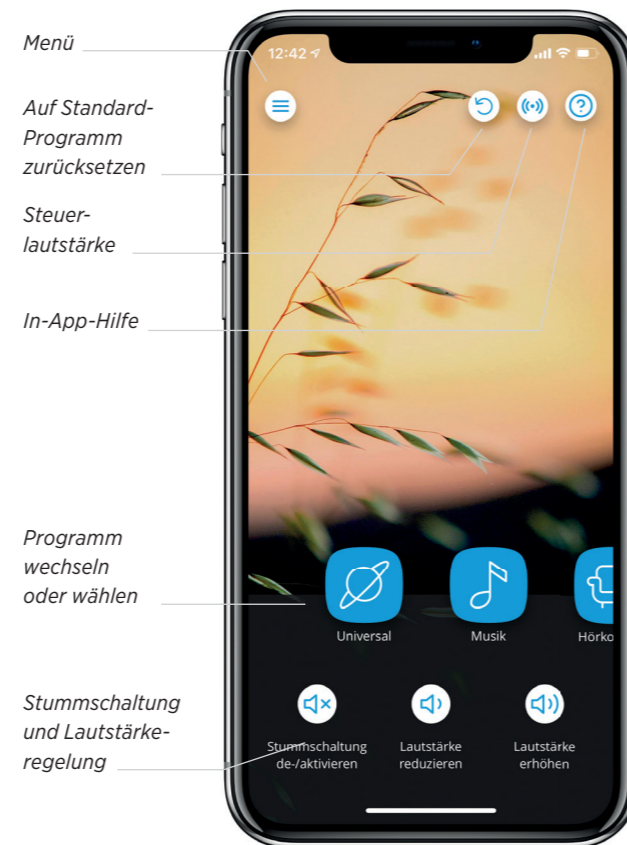 Menü
Auf Standard-
Programm
zurücksetzen
Steuer-
lautstärke
In-App-Hilfe
Programm
wechseln
oder wählen
Stummschaltung
und Lautstärke-
regelung
12:42
Universal
Musik
Hörko
Stummschaltung
de-/aktivieren
Lautstärke
reduzieren
Lautstärke
erhöhen